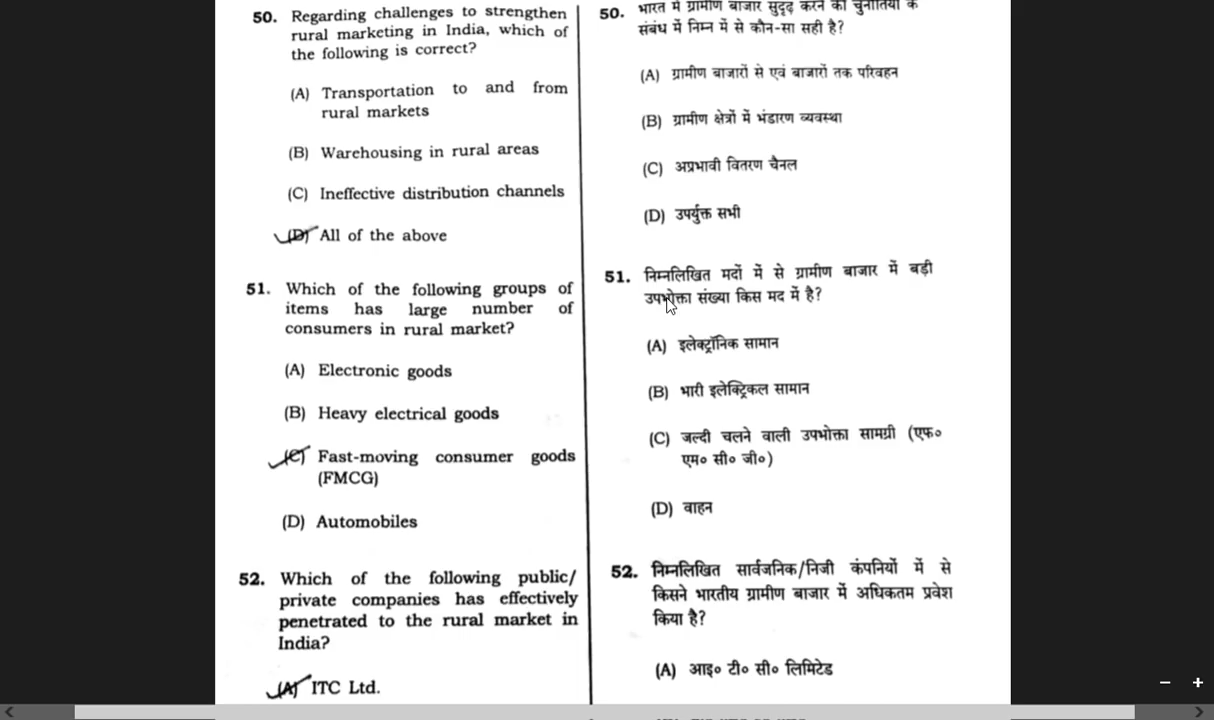 50. Regarding challenges to strengthen
rural marketing in India, which of
the following is correct?
(A) Transportation to and from
rural markets
(B) Warehousing in rural areas
(C) Ineffective distribution channels
(D) All of the above
51. Which of the following groups of
items has large number of
consumers in rural market?
(A) Electronic goods
(B) Heavy electrical goods
(C) Fast-moving consumer goods
(FMCG)
(D) Automobiles
52. Which of the following public/
private companies has effectively
penetrated to the rural market in
India?
(A) ITC Ltd.
50. भारत में ग्रामीण बाजार सुदृढ़ करने की चुनौतियों के
संबंध में निम्न में से कौन-सा सही है?
(A) ग्रामीण बाजारों से एवं बाजारों तक परिवहन
(B) ग्रामीण क्षेत्रों में भंडारण व्यवस्था
(C) अप्रभावी वितरण चैनल
(D) उपर्युक्त सभी
51. निम्नलिखित मदों में से ग्रामीण बाजार में बड़ी
उपभोक्ता संख्या किस मद में है?
(A) इलेक्ट्रॉनिक सामान
(B) भारी इलेक्ट्रिकल सामान
(C) जल्दी चलने वाली उपभोक्ता सामग्री (एफ०
एम० सी० जी०)
(D) वाहन
52. निम्नलिखित सार्वजनिक/निजी कंपनियों में से
किसने भारतीय ग्रामीण बाजार में अधिकतम प्रवेश
किया है?
(A) आइ० टी० सी० लिमिटेड